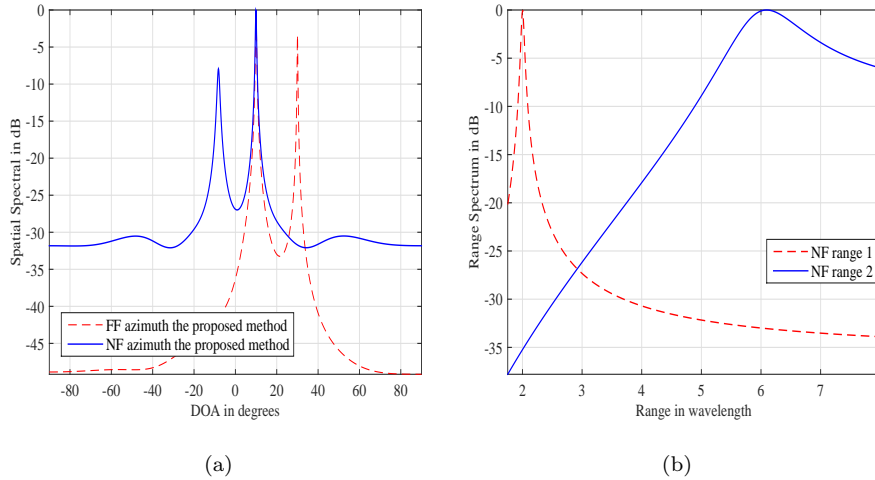 0
-5
-10
-15
-20
-25
-30
-35
-40
-45
Spatial Spectral in dB
FF azimuth the proposed method
NF azimuth the proposed method
-80 -60 -40 -20 0 20 40 60 80
DOA in degrees
(a)
0
-5
-10
-15
-20
-25
-30
-35
Range Spectrum in dB
NF range 1
NF range 2
2 3 4 5 6 7
Range in wavelength
(b)